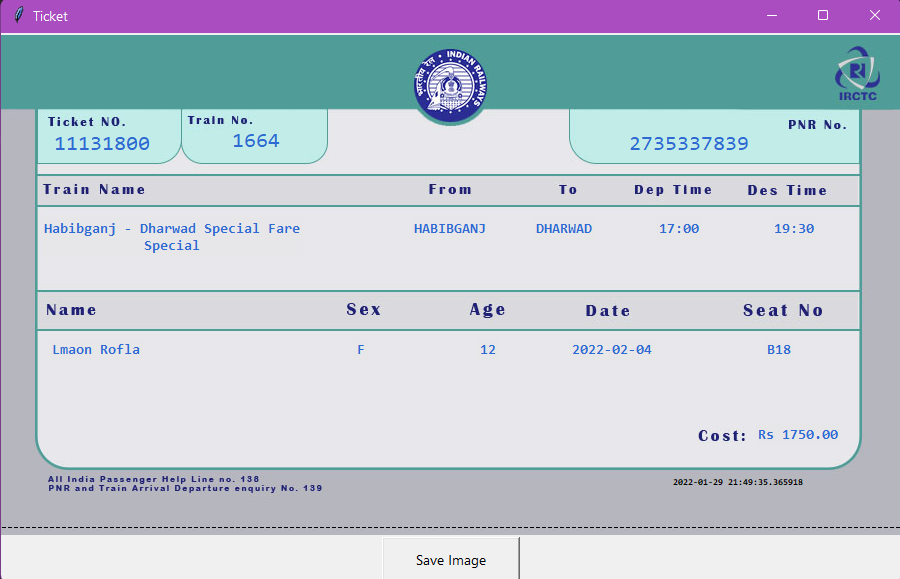 Ticket
भारतीय रेल INDIAN RAILWAYS
IRCTC
Ticket NO.
11131800
Train No.
1664
PNR No.
2735337839
Train Name From To Dep Time Des Time
Habibganj - Dharwad Special Fare HABIBGANJ DHARWAD 17:00 19:30
Special
Name Sex Age Date Seat No
Lmaon Rofla F 12 2022-02-04 B18
Cost: Rs 1750.00
All India Passenger Help Line no. 138
PNR and Train Arrival Departure enquiry No. 139
2022-01-29 21:49:35.365918
Save Image